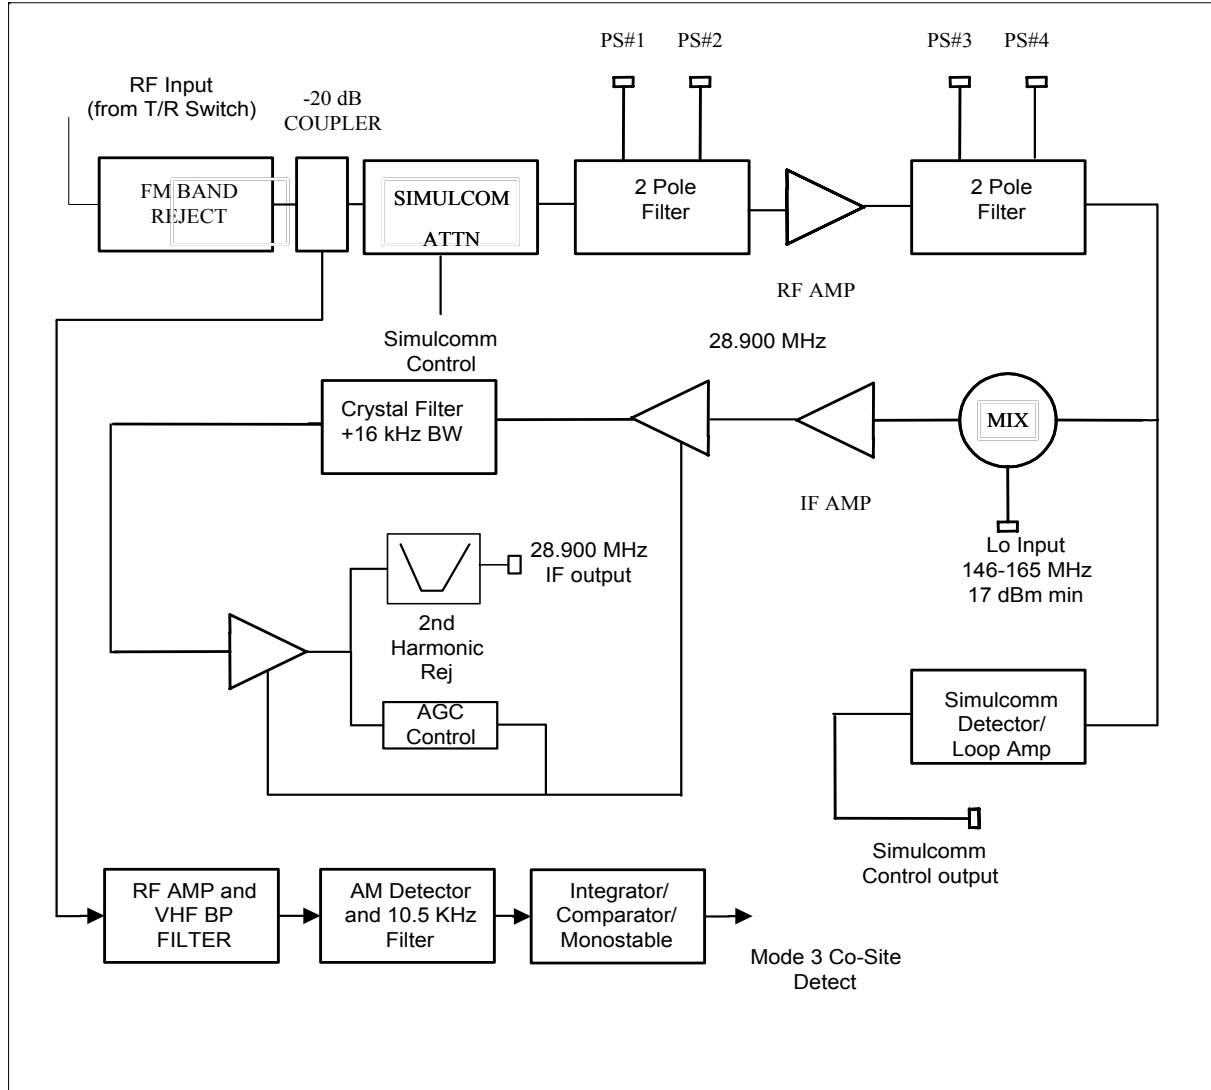 PS#1
PS#2
PS#3
PS#4
RF Input
(from T/R Switch)
-20 dB
COUPLER
FM BAND
REJECT
SIMULCOM
ATTN
2 Pole
Filter
2 Pole
Filter
RF AMP
Simulcomm
Control
28.900 MHz
Crystal Filter
+16 kHz BW
MIX
IF AMP
Lo Input
146-165 MHz
17 dBm min
28.900 MHz
IF output
2nd
Harmonic
Rej
AGC
Control
Simulcomm
Detector/
Loop Amp
Simulcomm
Control output
RF AMP and
VHF BP
FILTER
AM Detector
and 10.5 KHz
Filter
Integrator/
Comparator/
Monostable
Mode 3 Co-Site
Detect